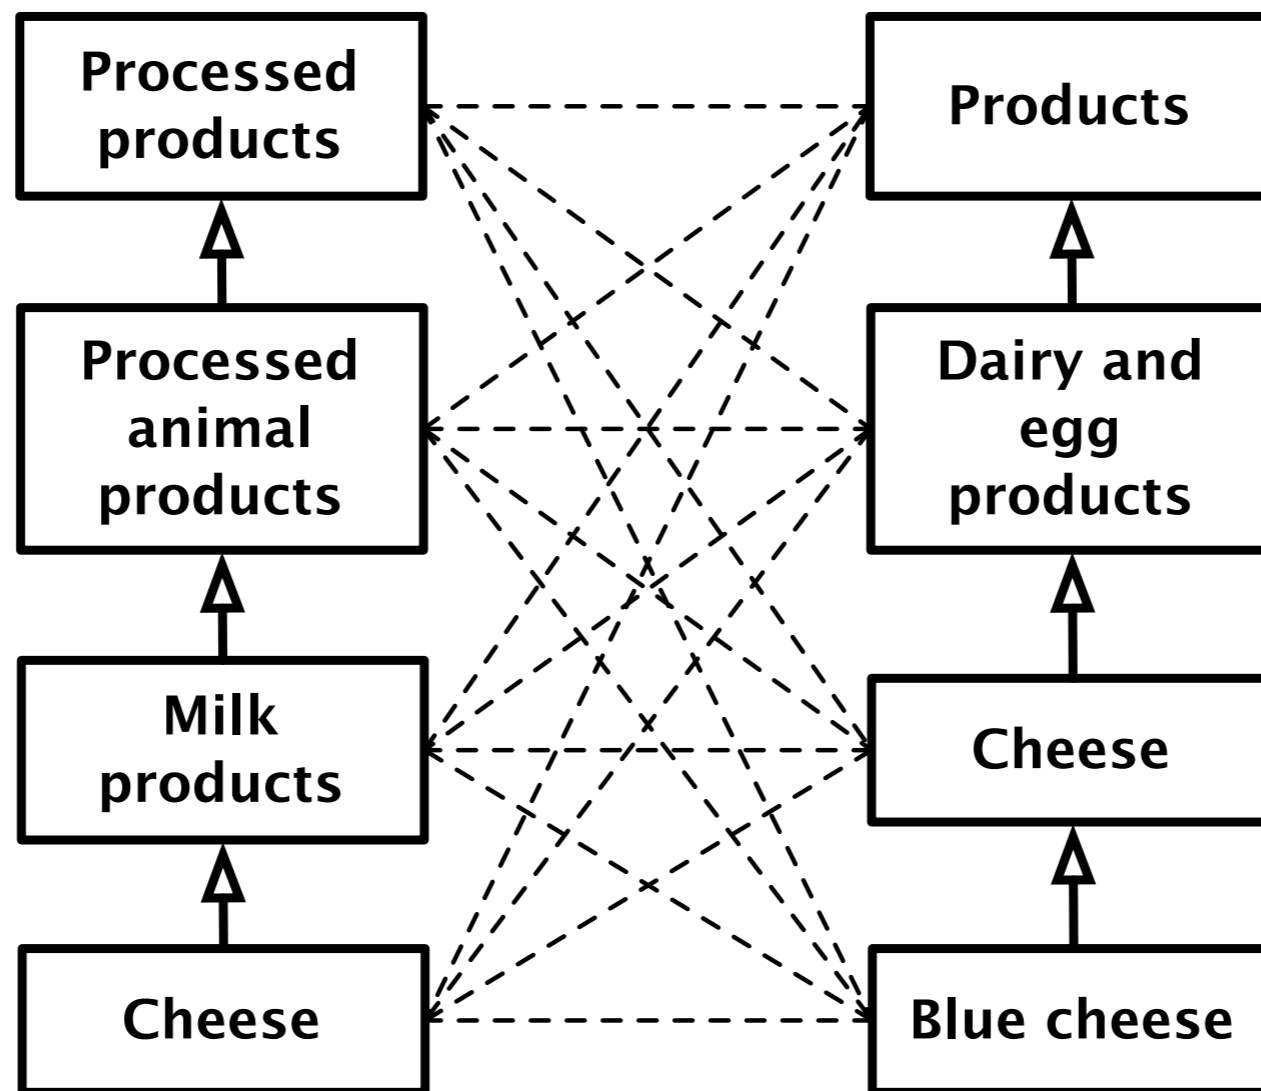 Processed
products
Products
Processed
animal
products
Dairy and
egg
products
Milk
products
Cheese
Cheese
Blue cheese